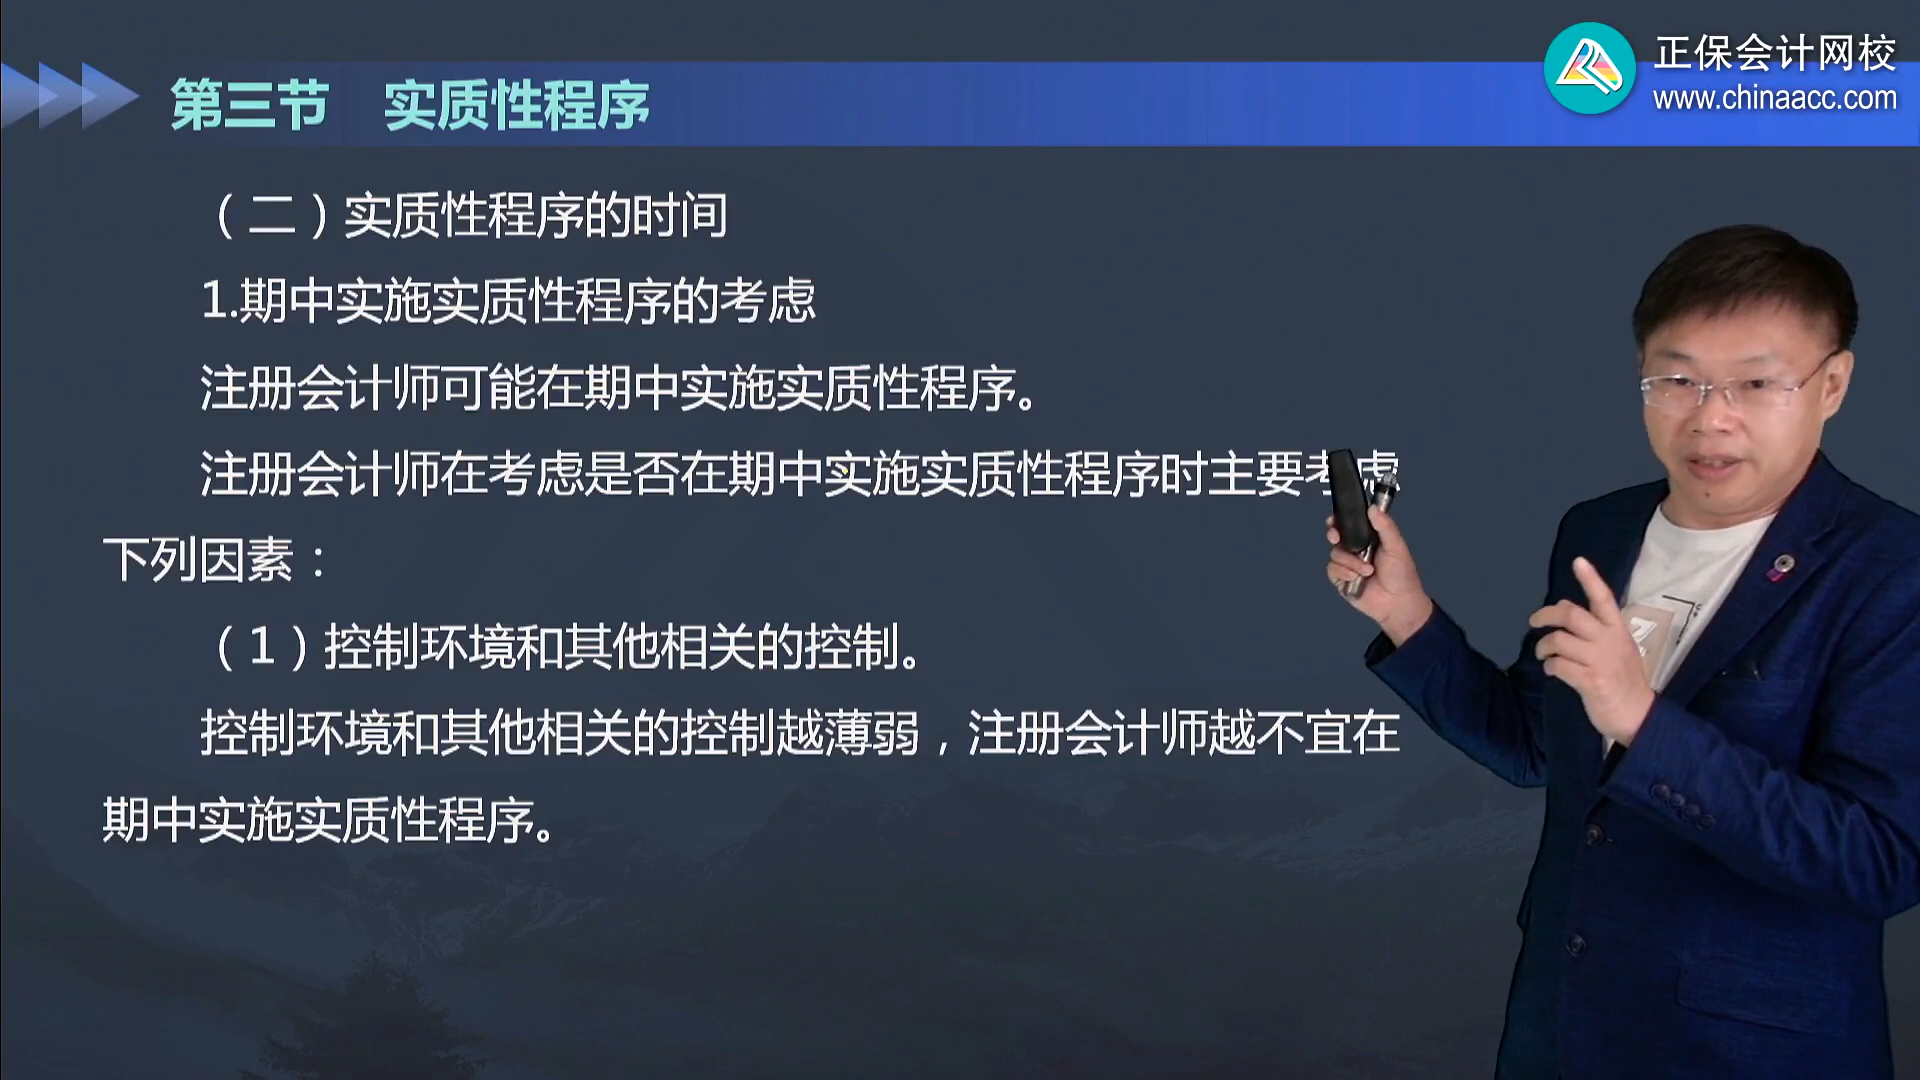 正保会计网校
www.chinaacc.com
第三节 实质性程序
（二）实质性程序的时间
1.期中实施实质性程序的考虑
注册会计师可能在期中实施实质性程序。
注册会计师在考虑是否在期中实施实质性程序时主要考虑
下列因素：
（1）控制环境和其他相关的控制。
控制环境和其他相关的控制越薄弱，注册会计师越不宜在
期中实施实质性程序。